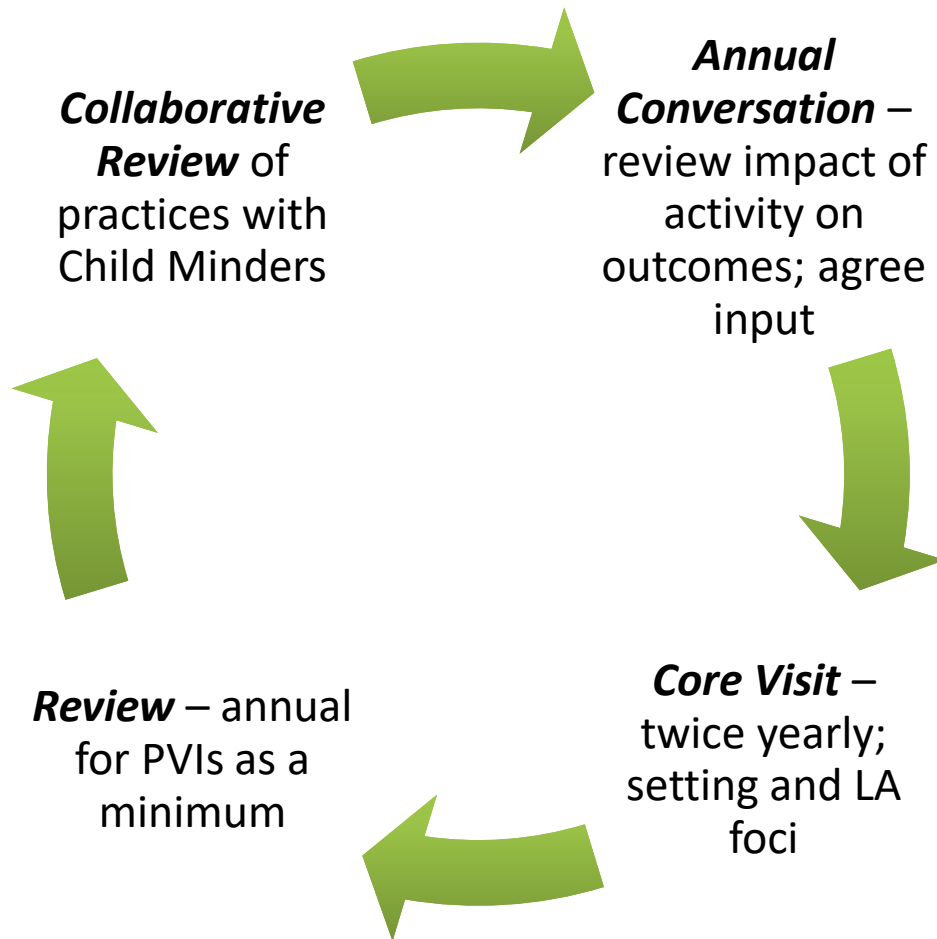 Collaborative
Review of
practices with
Child Minders
Annual
Conversation –
review impact of
activity on
outcomes; agree
input
Core Visit –
twice yearly;
setting and LA
foci
Review – annual
for PVIs as a
minimum